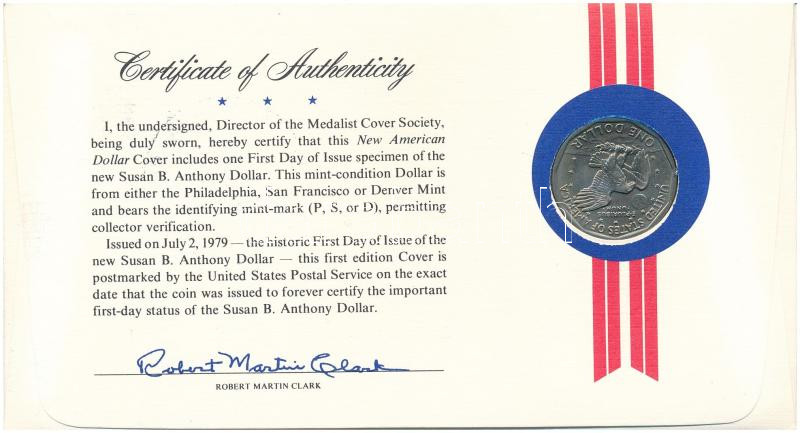 Certificate of Authenticity
I, the undersigned, Director of the Medalist Cover Society,
being duly sworn, hereby certify that this New American
Dollar Cover includes one First Day of Issue specimen of the
new Susan B. Anthony Dollar. This mint-condition Dollar is
from either the Philadelphia, San Francisco or Denver Mint
and bears the identifying mint-mark (P, S, or D), permitting
collector verification.
Issued on July 2, 1979 — the historic First Day of Issue of the
new Susan B. Anthony Dollar — this first edition Cover is
postmarked by the United States Postal Service on the exact
date that the coin was issued to forever certify the important
first-day status of the Susan B. Anthony Dollar.
Robert Martin Clark
ROBERT MARTIN CLARK
UNITED STATES OF AMERICA
E PLURIBUS
UNUM
ONE DOLLAR